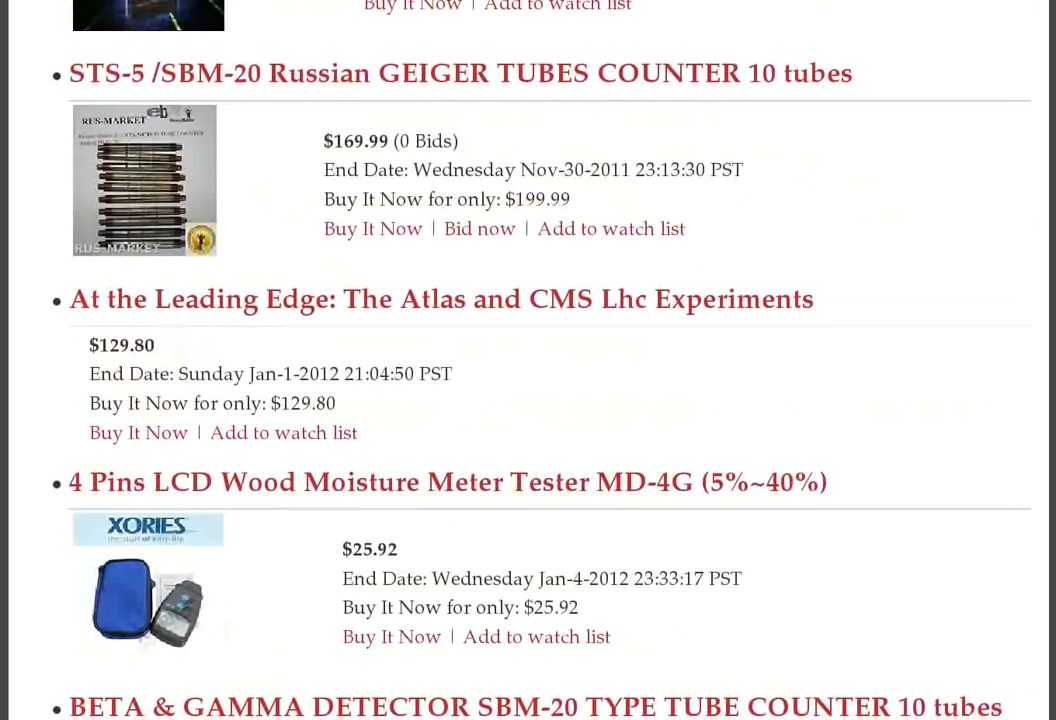 Buy It Now | Add to watch list
• STS-5 /SBM-20 Russian GEIGER TUBES COUNTER 10 tubes
RUS-MARKET
RUS-MARKET
$169.99 (0 Bids)
End Date: Wednesday Nov-30-2011 23:13:30 PST
Buy It Now for only: $199.99
Buy It Now | Bid now | Add to watch list
• At the Leading Edge: The Atlas and CMS Lhc Experiments
$129.80
End Date: Sunday Jan-1-2012 21:04:50 PST
Buy It Now for only: $129.80
Buy It Now | Add to watch list
• 4 Pins LCD Wood Moisture Meter Tester MD-4G (5%~40%)
XORIES
the stuff of easy life
$25.92
End Date: Wednesday Jan-4-2012 23:33:17 PST
Buy It Now for only: $25.92
Buy It Now | Add to watch list
• BETA & GAMMA DETECTOR SBM-20 TYPE TUBE COUNTER 10 tubes